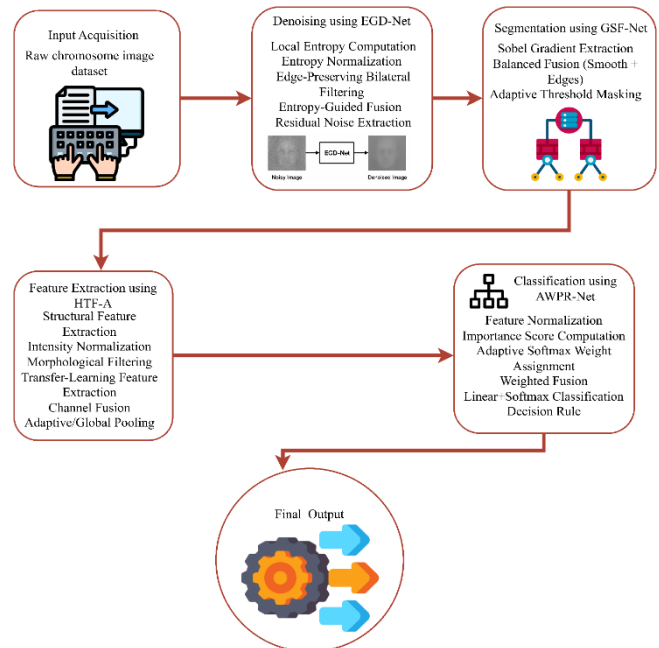 Input Acquisition
Raw chromosome image
dataset
Denoising using EGD-Net
Local Entropy Computation
Entropy Normalization
Edge-Preserving Bilateral
Filtering
Entropy-Guided Fusion
Residual Noise Extraction
Noisy Image
EGD-Net
Denoised Image
Segmentation using GSF-Net
Sobel Gradient Extraction
Balanced Fusion (Smooth +
Edges)
Adaptive Threshold Masking
Feature Extraction using
HTF-A
Structural Feature
Extraction
Intensity Normalization
Morphological Filtering
Transfer-Learning Feature
Extraction
Channel Fusion
Adaptive/Global Pooling
Classification using
AWPR-Net
Feature Normalization
Importance Score Computation
Adaptive Softmax Weight
Assignment
Weighted Fusion
Linear+Softmax Classification
Decision Rule
Final Output